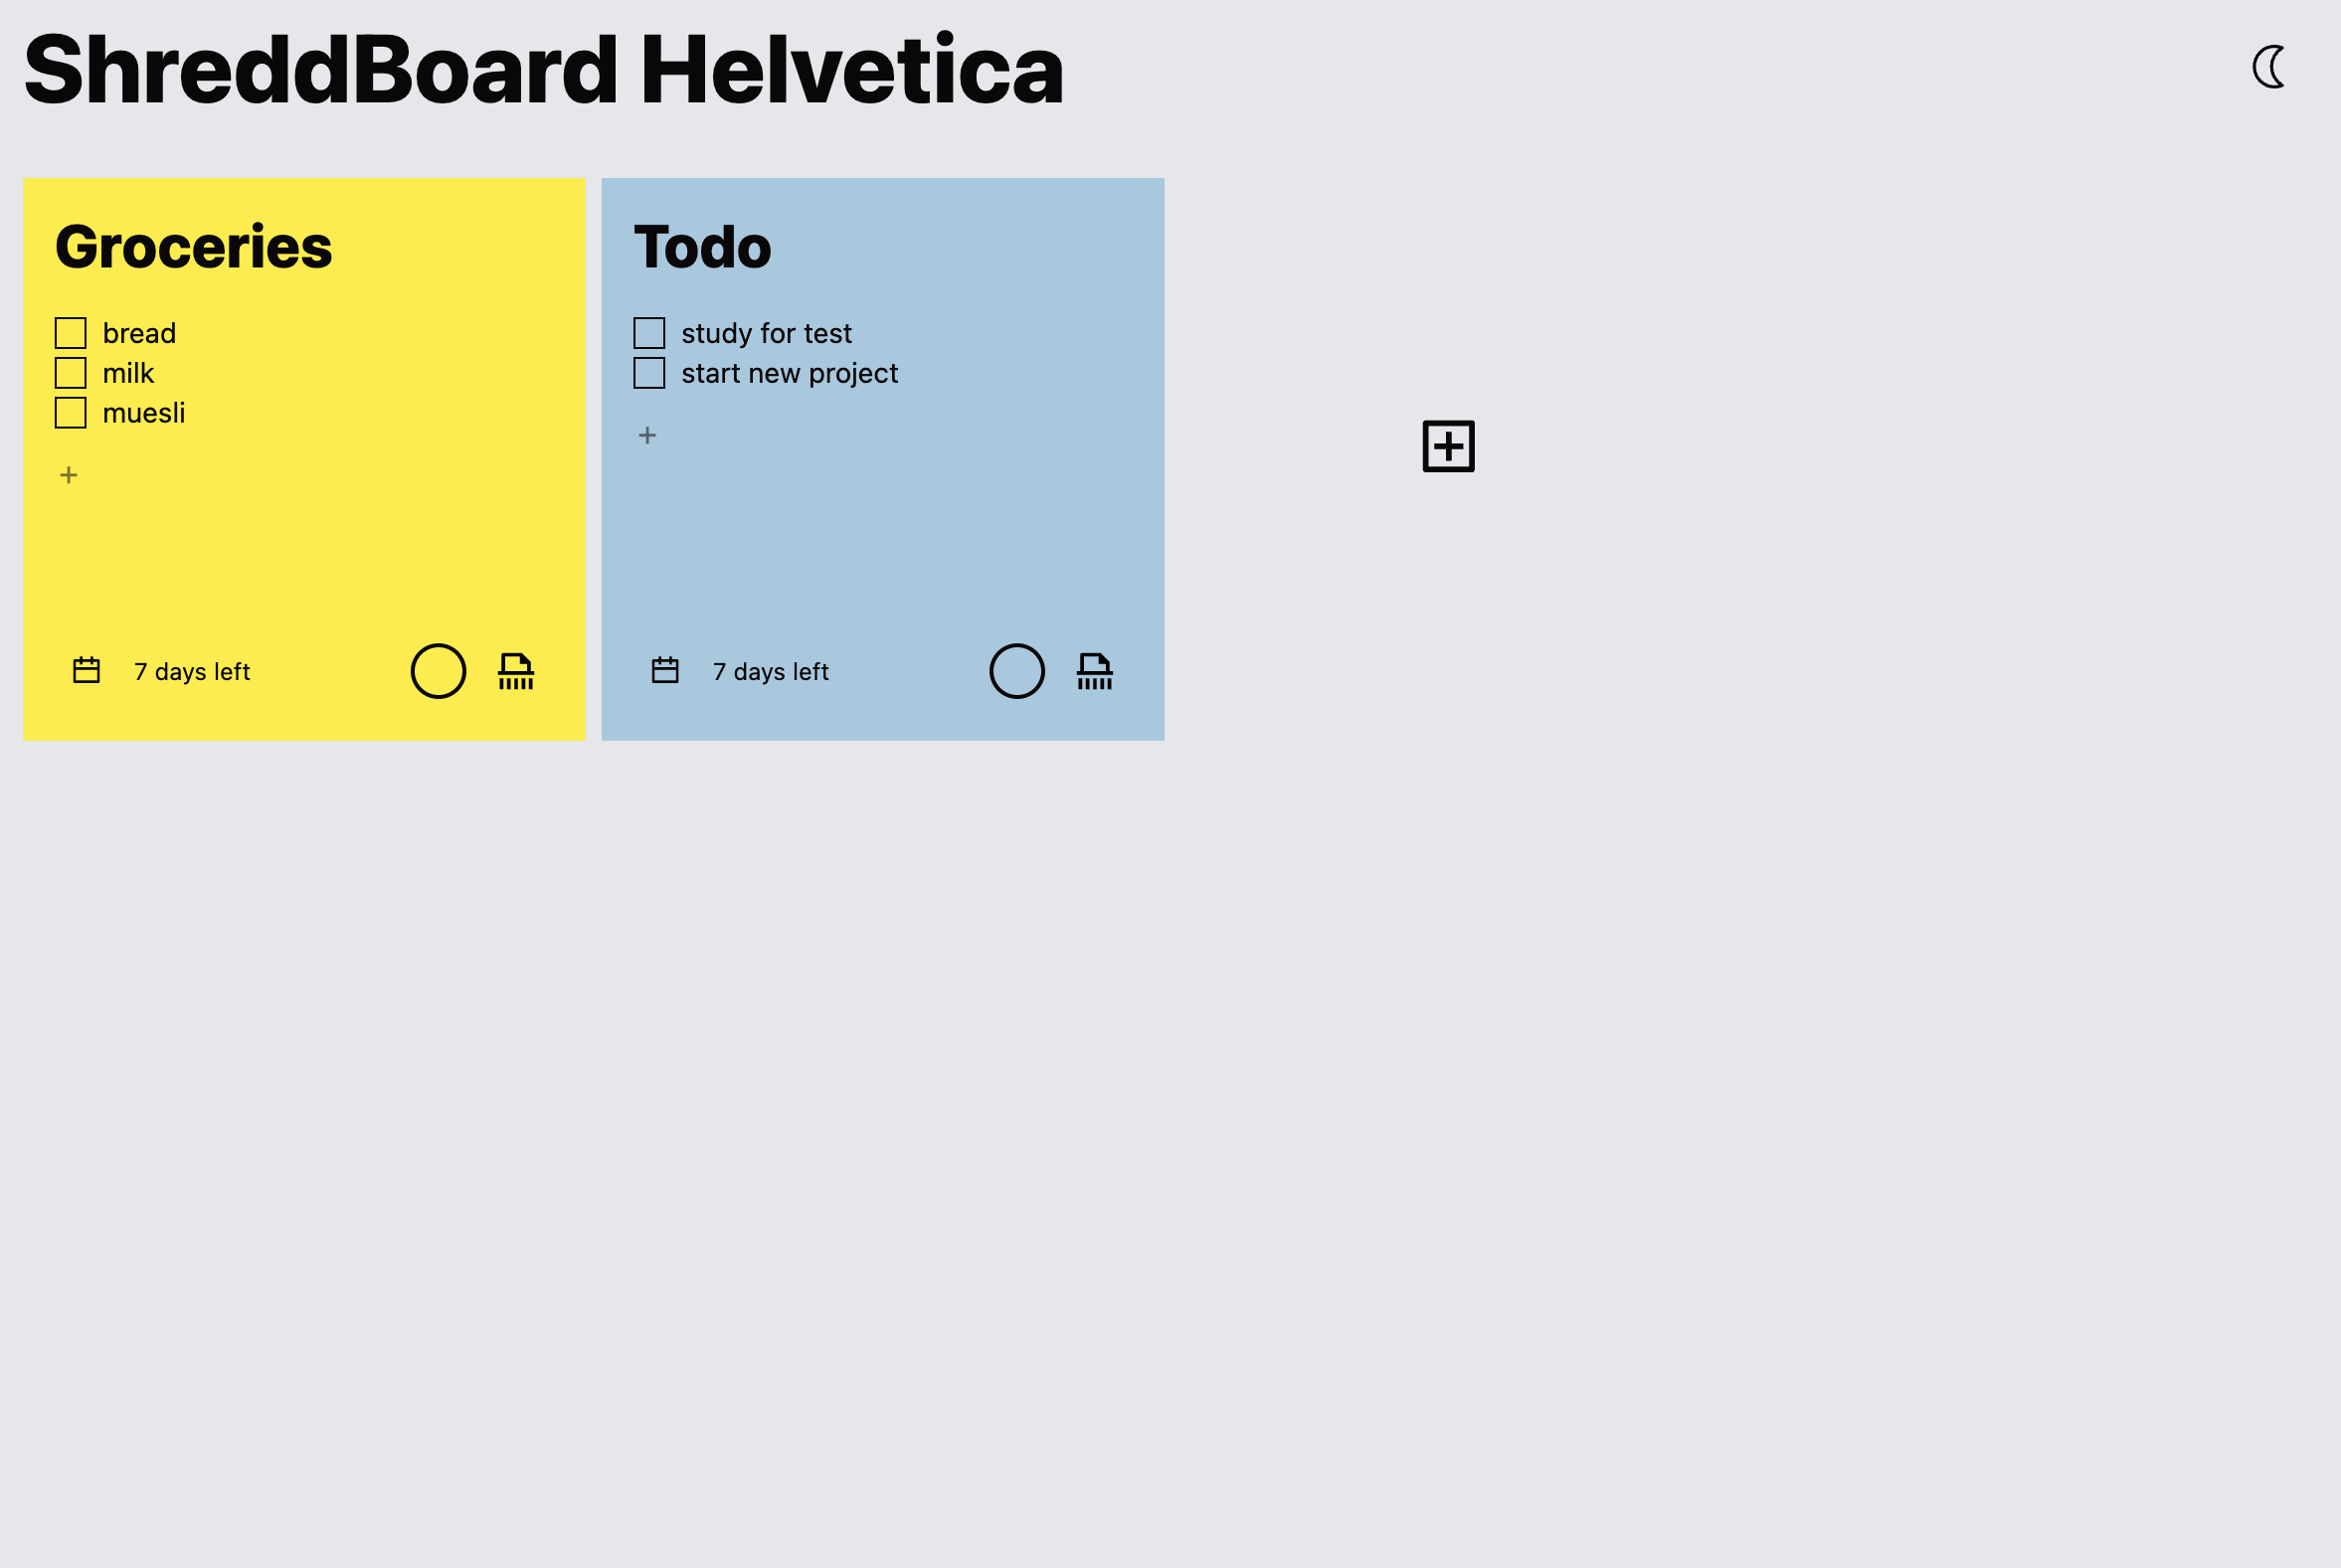 ShreddBoard Helvetica
Groceries
bread
milk
muesli
+
7 days left
Todo
study for test
start new project
+
7 days left